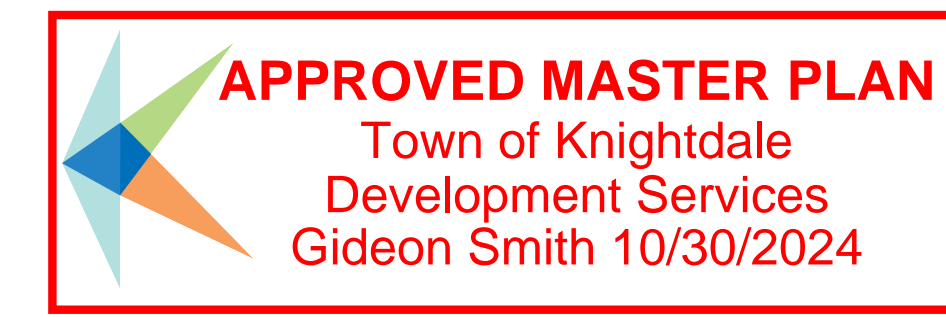 APPROVED MASTER PLAN
Town of Knightdale
Development Services
Gideon Smith 10/30/2024